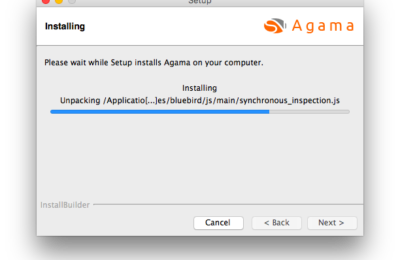 Setup
Installing
Agama
Please wait while Setup installs Agama on your computer.
Installing
Unpacking /Applicatio[...]es/bluebird/js/main/synchronous_inspection.js
InstallBuilder
Cancel
< Back
Next >